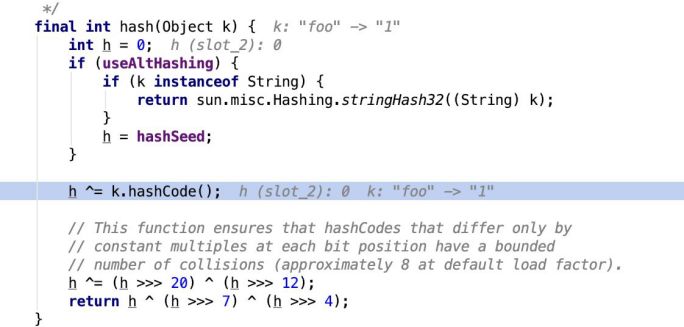 */
final int hash(Object k) {  k: "foo" -> "1"
    int h = 0;  h (slot_2): 0
    if (useAltHashing) {
        if (k instanceof String) {
            return sun.misc.Hashing.stringHash32((String) k);
        }
        h = hashSeed;
    }
    h ^= k.hashCode();  h (slot_2): 0  k: "foo" -> "1"
    // This function ensures that hashCodes that differ only by
    // constant multiples at each bit position have a bounded
    // number of collisions (approximately 8 at default load factor).
    h ^= (h >>> 20) ^ (h >>> 12);
    return h ^ (h >>> 7) ^ (h >>> 4);
}